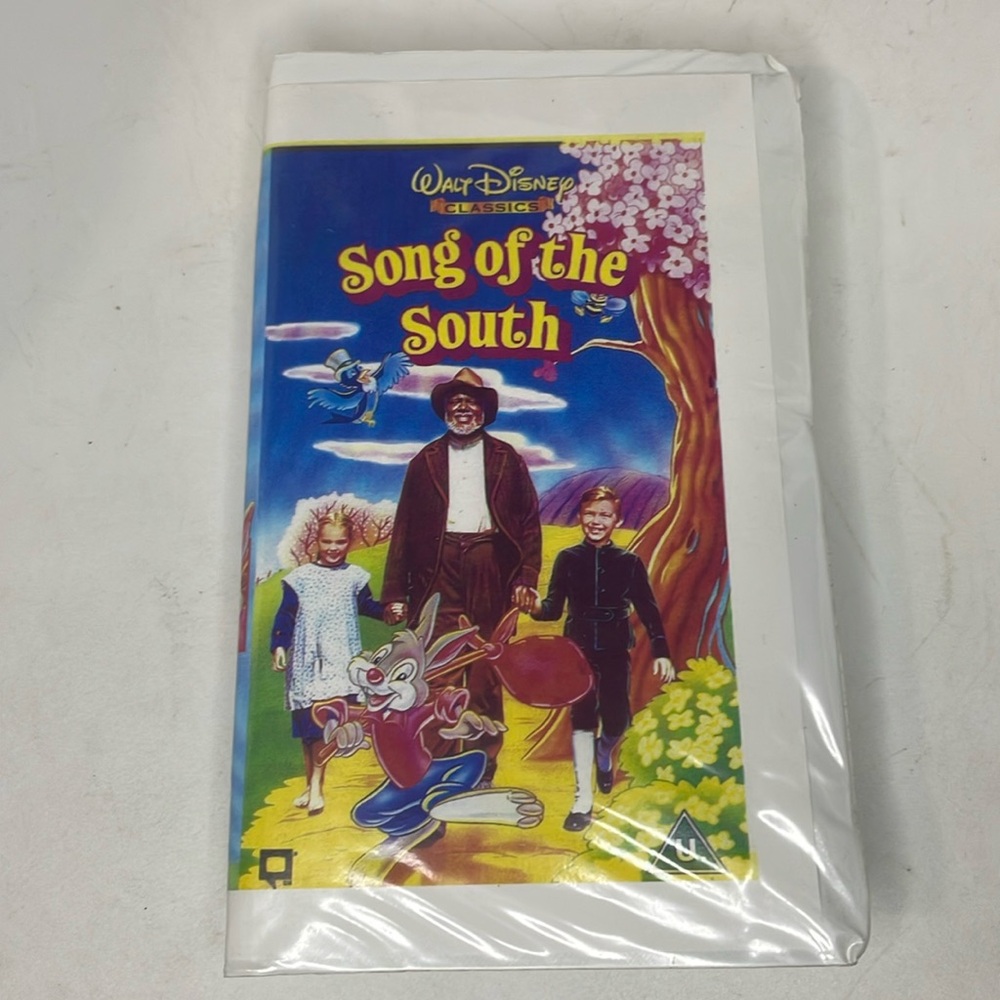 WALT DISNEY
CLASSICS
Song of the
South
U